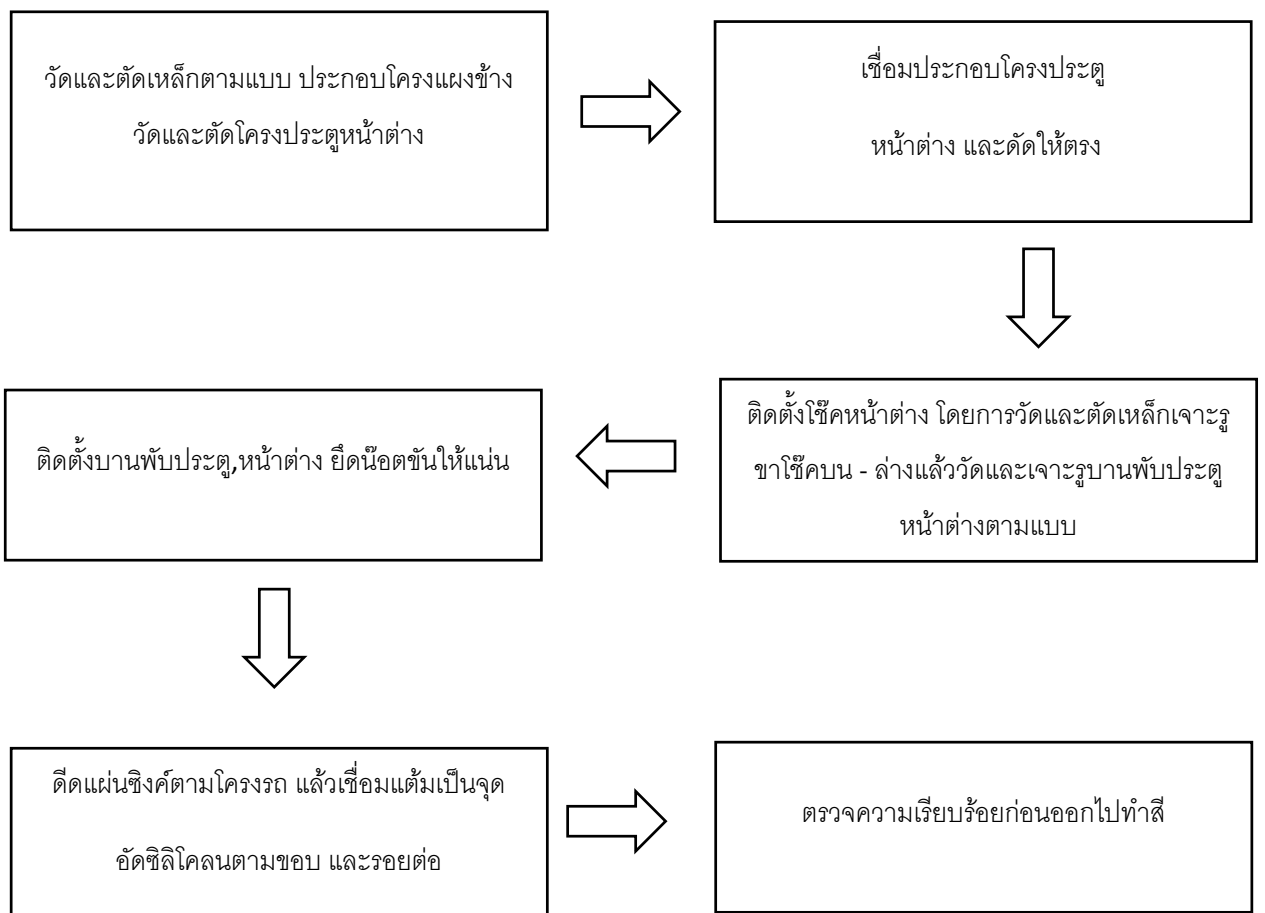 วัดและตัดเหล็กตามแบบ ประกอบโครงแผงข้าง
วัดและตัดโครงประตูหน้าต่าง
เชื่อมประกอบโครงประตู
หน้าต่าง และดัดให้ตรง
ติดตั้งโช๊คหน้าต่าง โดยการวัดและตัดเหล็กเจาะรู
ขาโช๊คบน - ล่างแล้ววัดและเจาะรูบานพับประตู
หน้าต่างตามแบบ
ติดตั้งบานพับประตู,หน้าต่าง ยึดน๊อตขันให้แน่น
ดีดแผ่นซิงค์ตามโครงรถ แล้วเชื่อมแต้มเป็นจุด
อัดซิลิโคลนตามขอบ และรอยต่อ
ตรวจความเรียบร้อยก่อนออกไปทำสี